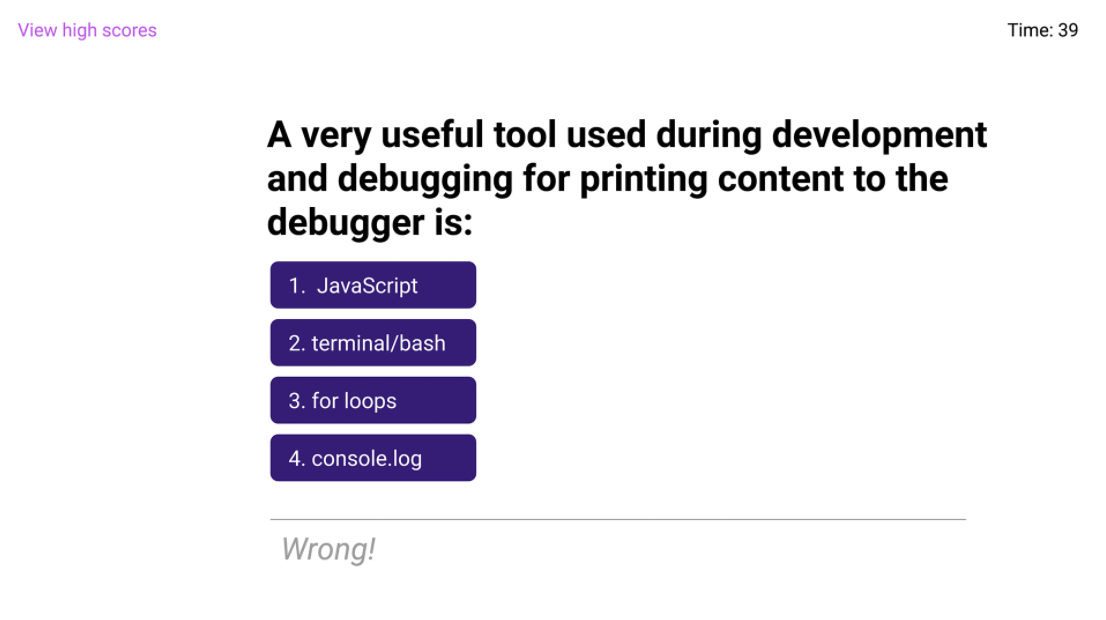 View high scores
Time: 39
A very useful tool used during development
and debugging for printing content to the
debugger is:
1. JavaScript
2. terminal/bash
3. for loops
4. console.log
Wrong!